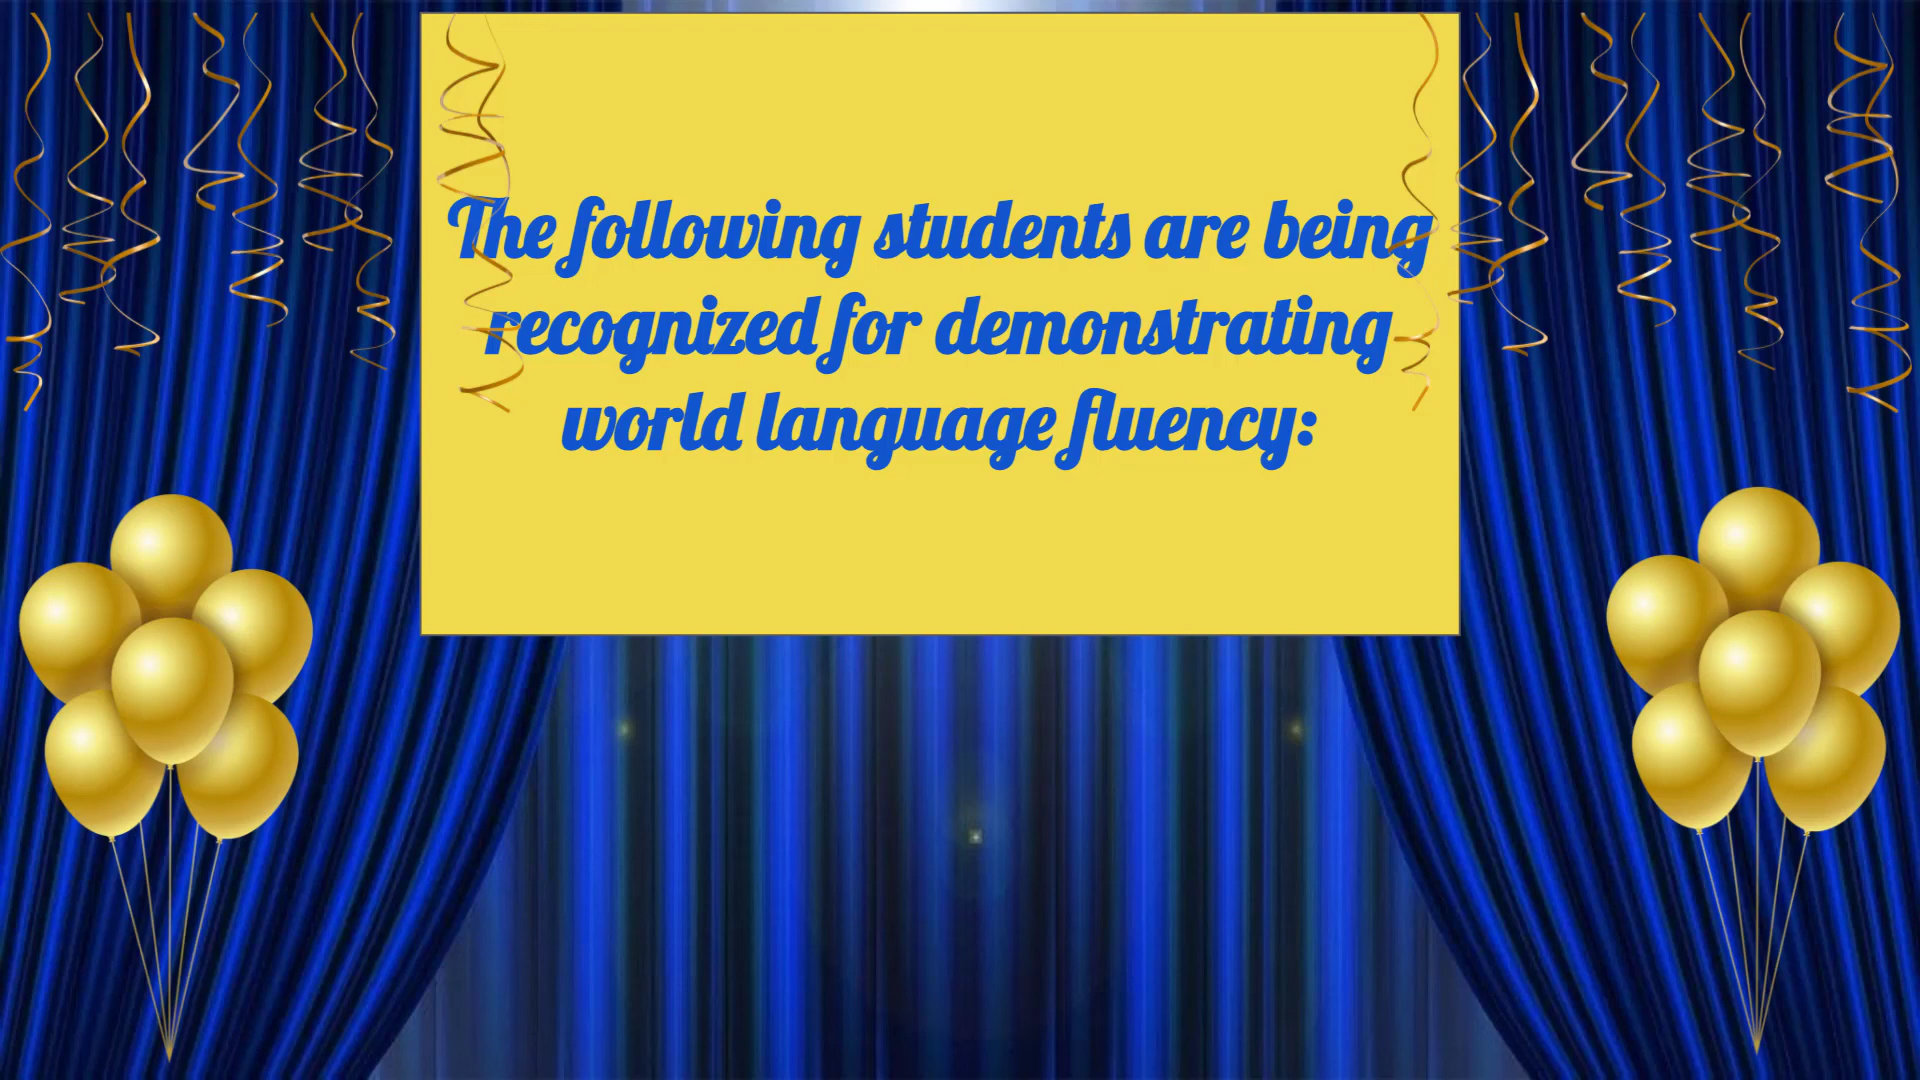 The following students are being
recognized for demonstrating
world language fluency: